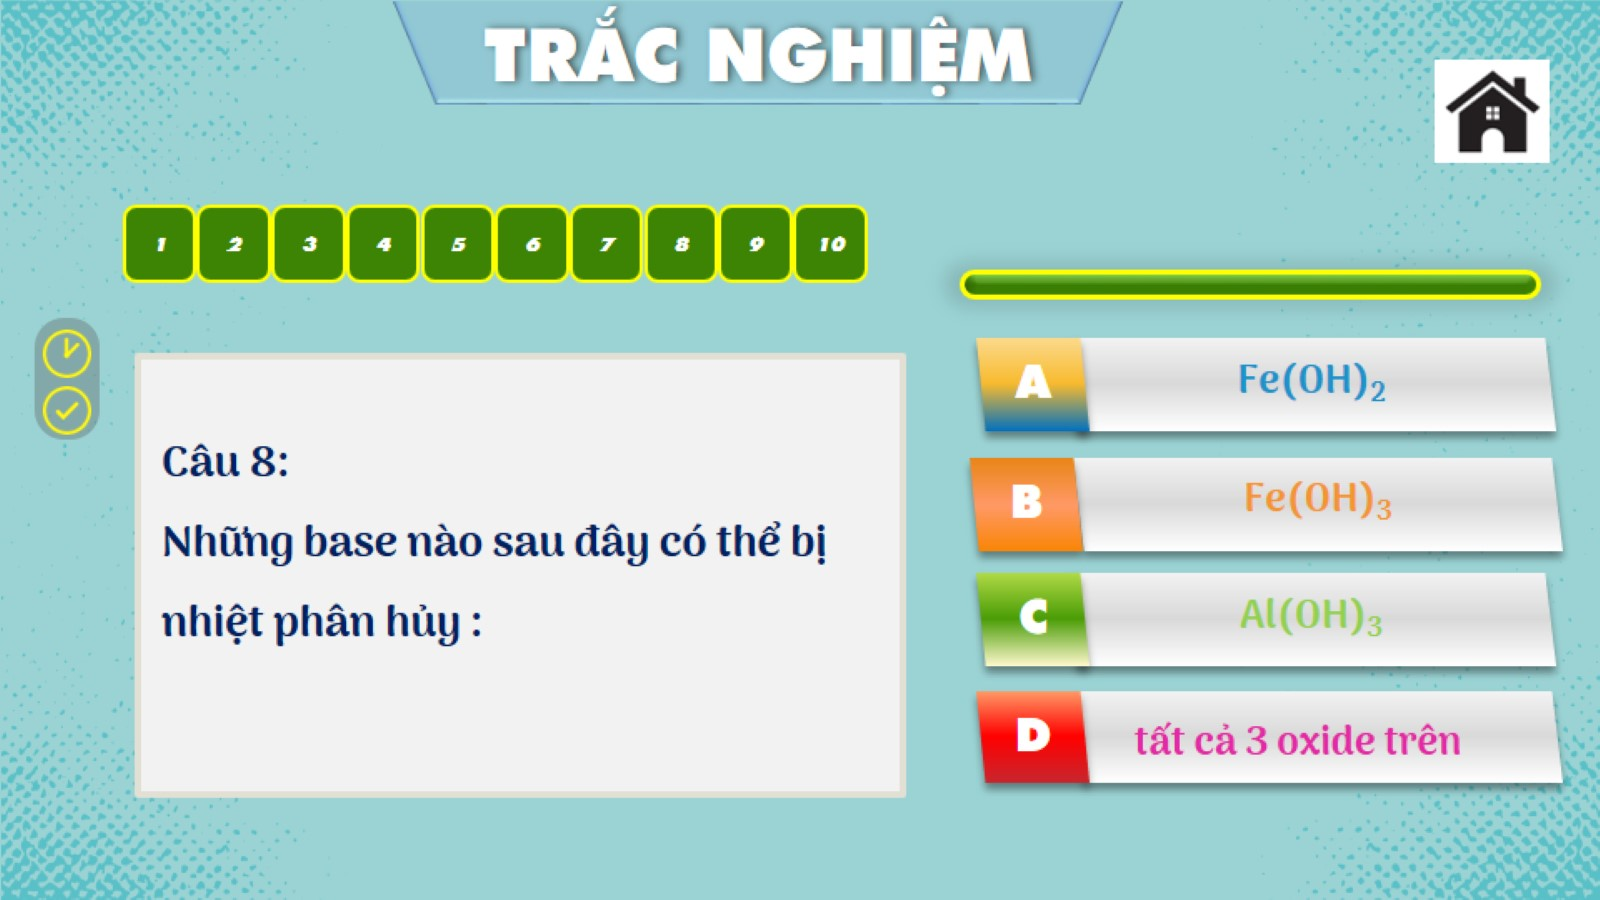 TRẮC NGHIỆM
1 2 3 4 5 6 7 8 9 10
Câu 8:
Những base nào sau đây có thể bị
nhiệt phân hủy :
A Fe(OH)₂
B Fe(OH)₃
C Al(OH)₃
D tất cả 3 oxide trên